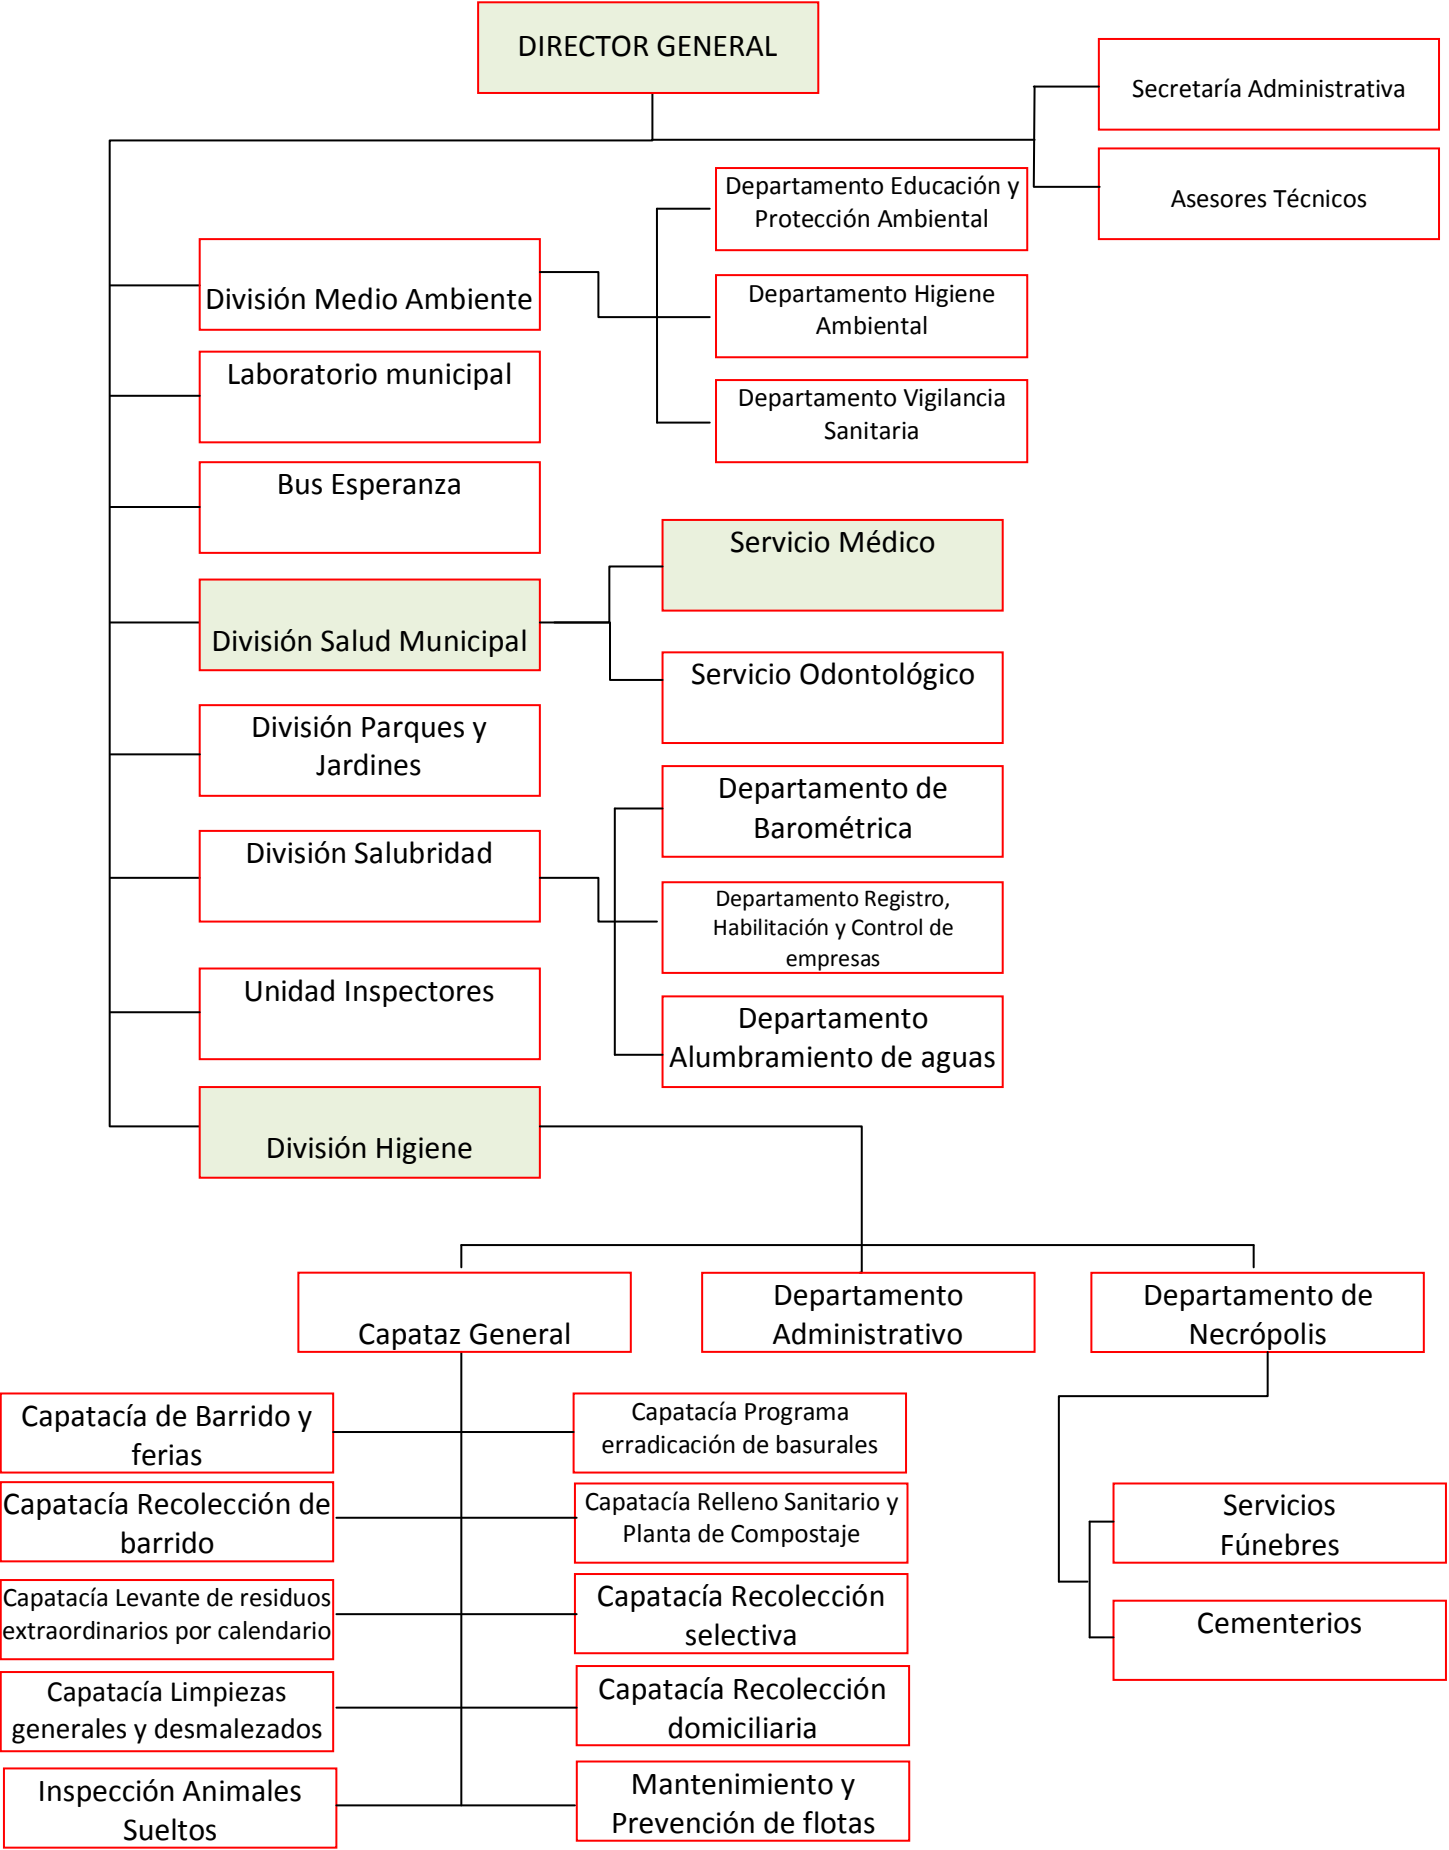 DIRECTOR GENERAL
Secretaría Administrativa
Asesores Técnicos
Departamento Educación y
Protección Ambiental
División Medio Ambiente
Departamento Higiene
Ambiental
Laboratorio municipal
Departamento Vigilancia
Sanitaria
Bus Esperanza
Servicio Médico
División Salud Municipal
Servicio Odontológico
División Parques y
Jardines
Departamento de
Barométrica
División Salubridad
Departamento Registro,
Habilitación y Control de
empresas
Unidad Inspectores
Departamento
Alumbramiento de aguas
División Higiene
Capataz General
Departamento
Administrativo
Departamento de
Necrópolis
Capatacía de Barrido y
ferias
Capatacía Programa
erradicación de basurales
Capatacía Recolección de
barrido
Capatacía Relleno Sanitario y
Planta de Compostaje
Servicios
Fúnebres
Capatacía Levante de residuos
extraordinarios por calendario
Capatacía Recolección
selectiva
Cementerios
Capatacía Limpiezas
generales y desmalezados
Capatacía Recolección
domiciliaria
Inspección Animales
Sueltos
Mantenimiento y
Prevención de flotas